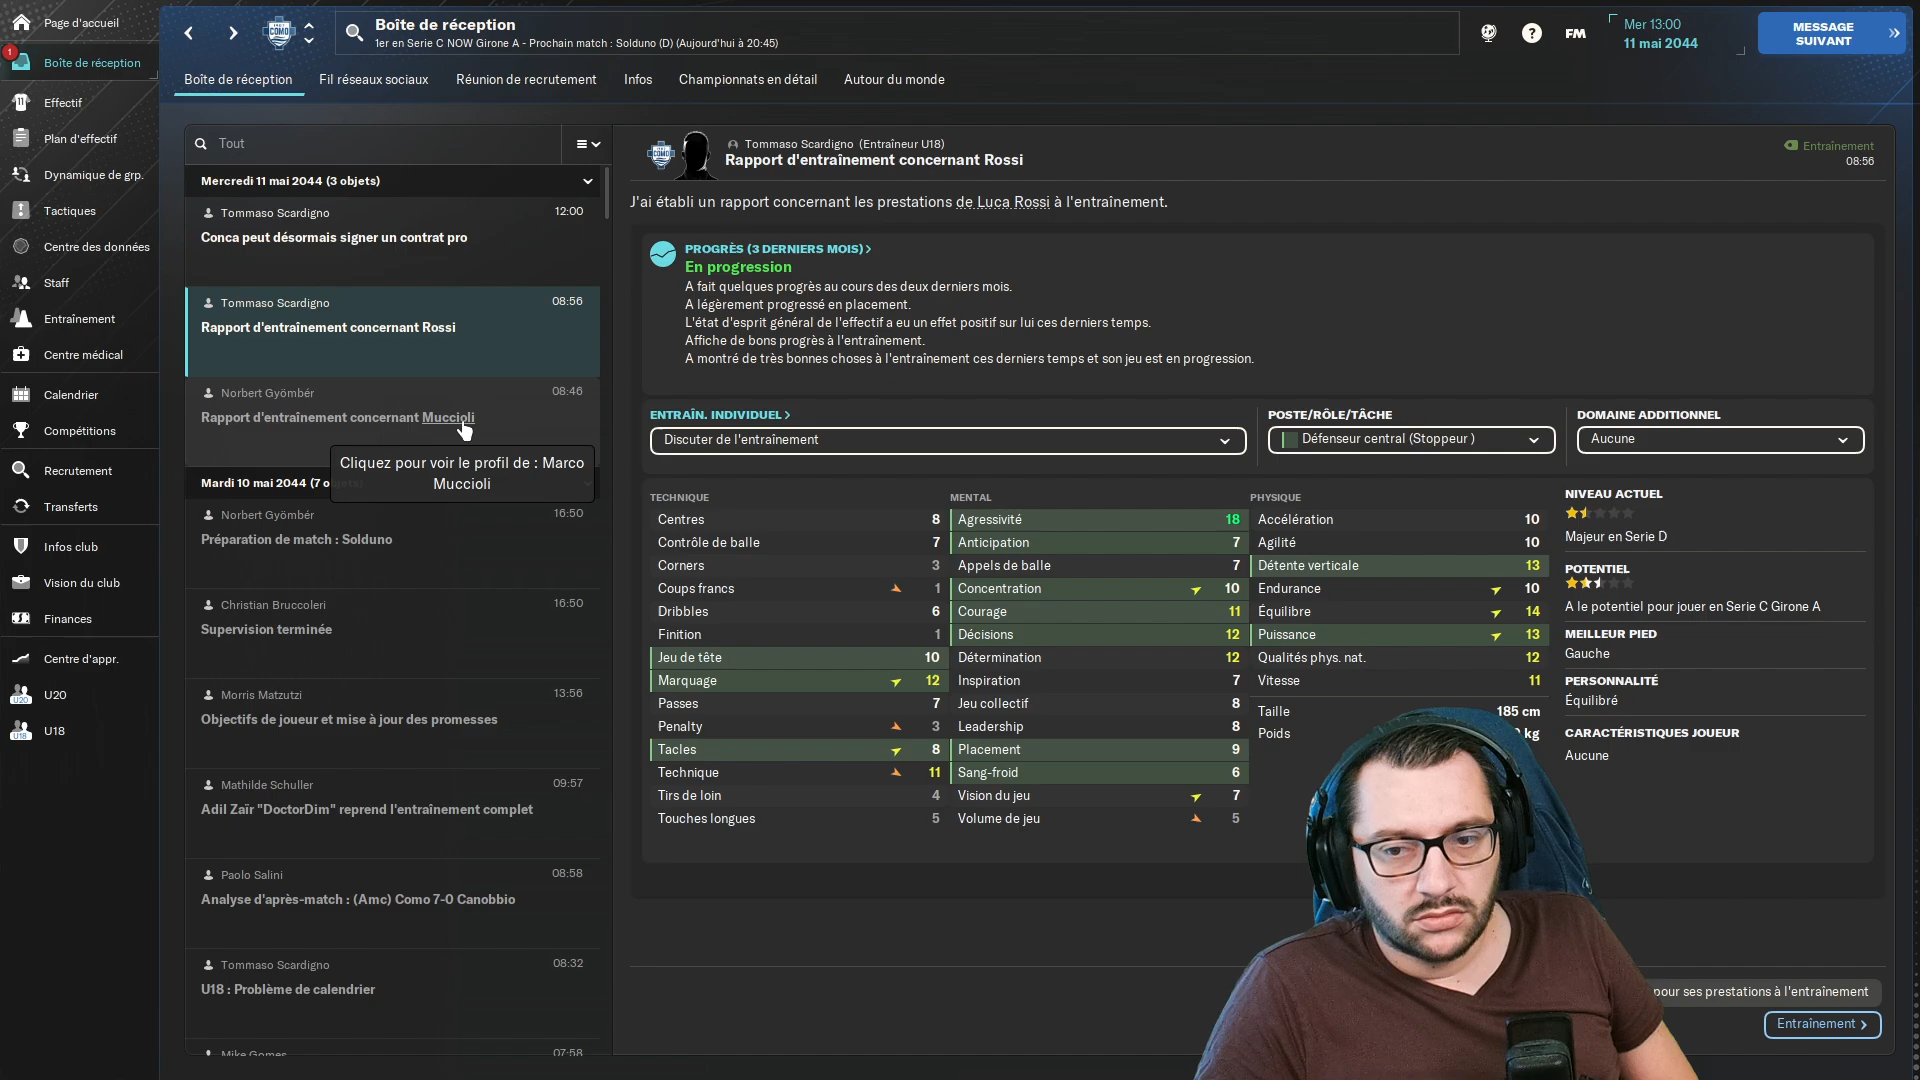 Page d'accueil
1
Boîte de réception
Effectif
Plan d'effectif
Dynamique de grp.
Tactiques
Centre des données
Staff
Entraînement
Centre médical
Calendrier
Compétitions
Recrutement
Transferts
Infos club
Vision du club
Finances
Centre d'appr.
U20
U20
U18
U18
COMO
Boîte de réception
1er en Serie C NOW Girone A - Prochain match : Solduno (D) (Aujourd'hui à 20:45)
FM
Mer 13:00
11 mai 2044
MESSAGE
SUIVANT
Boîte de réception Fil réseaux sociaux Réunion de recrutement Infos Championnats en détail Autour du monde
Tout
Mercredi 11 mai 2044 (3 objets)
Tommaso Scardigno 12:00
Conca peut désormais signer un contrat pro
Tommaso Scardigno 08:56
Rapport d'entraînement concernant Rossi
Norbert Gyömbér 08:46
Rapport d'entraînement concernant Muccioli
Cliquez pour voir le profil de : Marco
Muccioli
Mardi 10 mai 2044 (7 o
Norbert Gyömbér 16:50
Préparation de match : Solduno
Christian Bruccoleri 16:50
Supervision terminée
Morris Matzutzi 13:56
Objectifs de joueur et mise à jour des promesses
Mathilde Schuller 09:57
Adil Zaïr "DoctorDim" reprend l'entraînement complet
Paolo Salini 08:58
Analyse d'après-match : (Amc) Como 7-0 Canobbio
Tommaso Scardigno 08:32
U18 : Problème de calendrier
Mike Gomes 07:58
COMO
Tommaso Scardigno (Entraîneur U18)
Rapport d'entraînement concernant Rossi
Entraînement
08:56
J'ai établi un rapport concernant les prestations de Luca Rossi à l'entraînement.
PROGRÈS (3 DERNIERS MOIS) >
En progression
A fait quelques progrès au cours des deux derniers mois.
A légèrement progressé en placement.
L'état d'esprit général de l'effectif a eu un effet positif sur lui ces derniers temps.
Affiche de bons progrès à l'entraînement.
A montré de très bonnes choses à l'entraînement ces derniers temps et son jeu est en progression.
ENTRAÎN. INDIVIDUEL >
Discuter de l'entraînement
POSTE/RÔLE/TÂCHE
Défenseur central (Stoppeur )
DOMAINE ADDITIONNEL
Aucune
TECHNIQUE
Centres 8
Contrôle de balle 7
Corners 3
Coups francs 1
Dribbles 6
Finition 1
Jeu de tête 10
Marquage 12
Passes 7
Penalty 3
Tacles 8
Technique 11
Tirs de loin 4
Touches longues 5
MENTAL
Agressivité 18
Anticipation 7
Appels de balle 7
Concentration 10
Courage 11
Décisions 12
Détermination 12
Inspiration 7
Jeu collectif 8
Leadership 8
Placement 9
Sang-froid 6
Vision du jeu 7
Volume de jeu 5
PHYSIQUE
Accélération 10
Agilité 10
Détente verticale 13
Endurance 10
Équilibre 14
Puissance 13
Qualités phys. nat. 12
Vitesse 11
Taille 185 cm
Poids kg
NIVEAU ACTUEL
Majeur en Serie D
POTENTIEL
A le potentiel pour jouer en Serie C Girone A
MEILLEUR PIED
Gauche
PERSONNALITÉ
Équilibré
CARACTÉRISTIQUES JOUEUR
Aucune
pour ses prestations à l'entraînement
Entraînement >